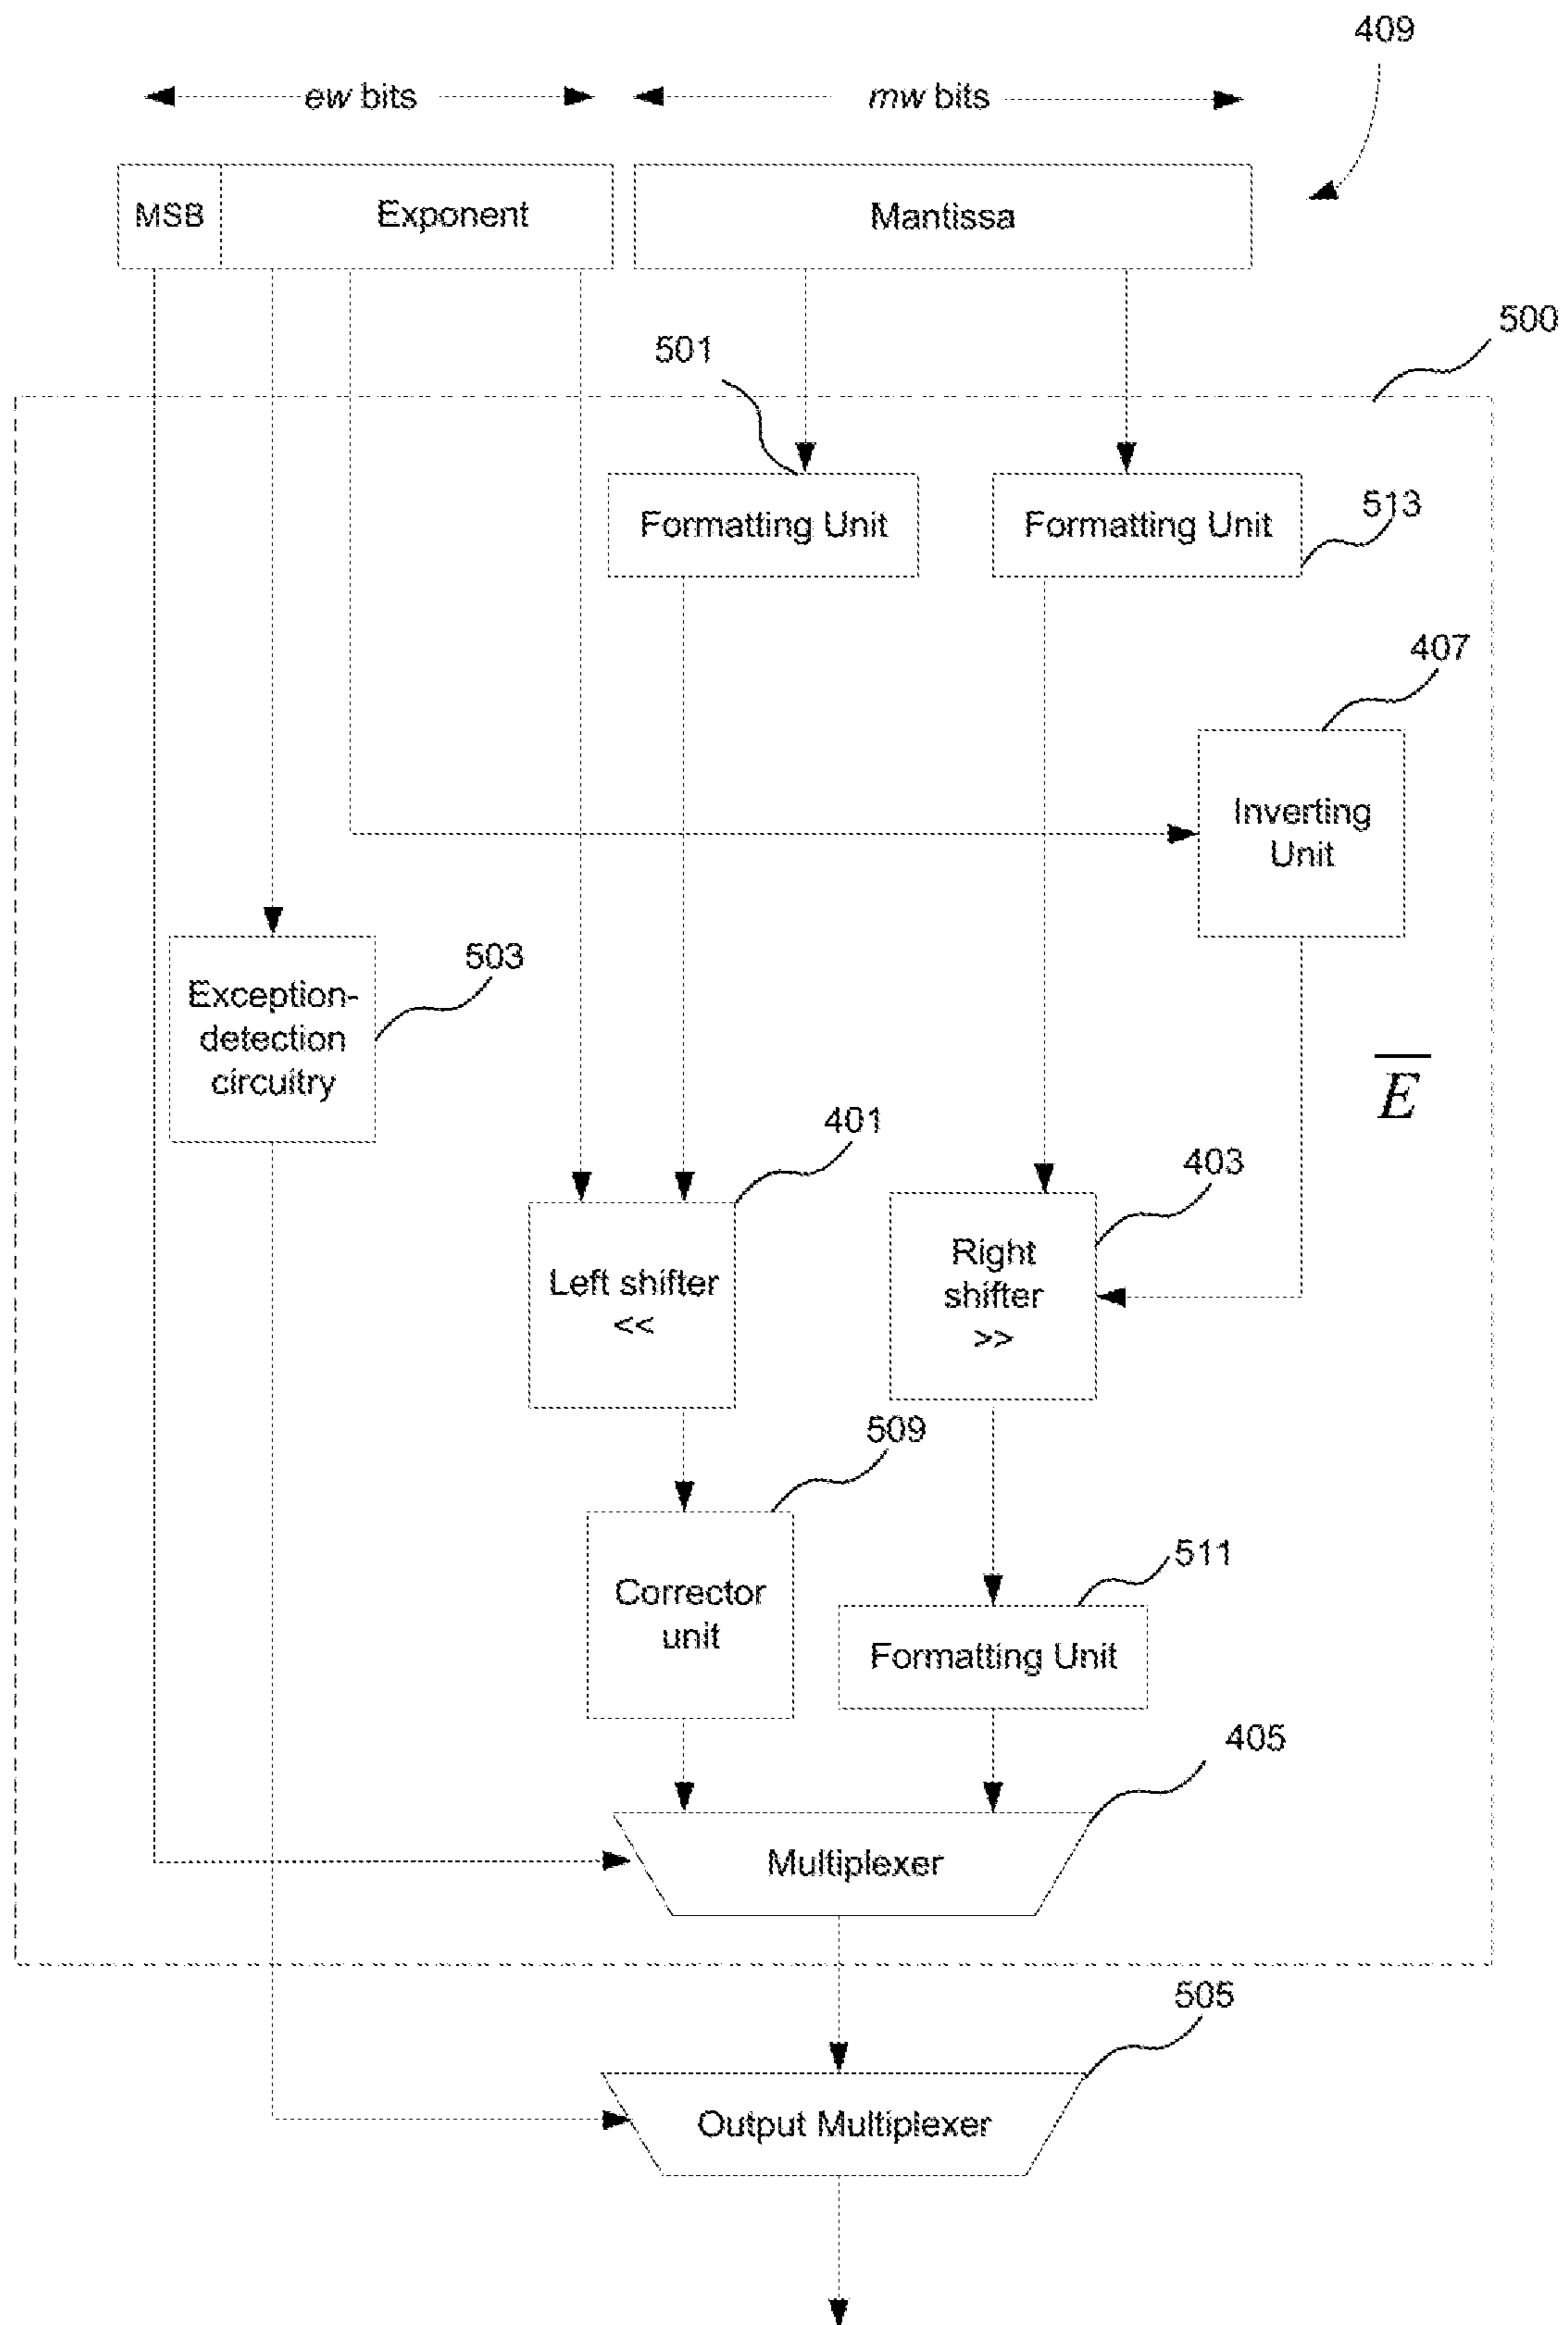 409
ew bits
mw bits
MSB
Exponent
Mantissa
500
501
Formatting Unit
Formatting Unit
513
407
Inverting
Unit
503
Exception-
detection
circuitry
E̅
401
403
Left shifter
<<
Right
shifter
>>
509
511
Corrector
unit
Formatting Unit
405
Multiplexer
505
Output Multiplexer